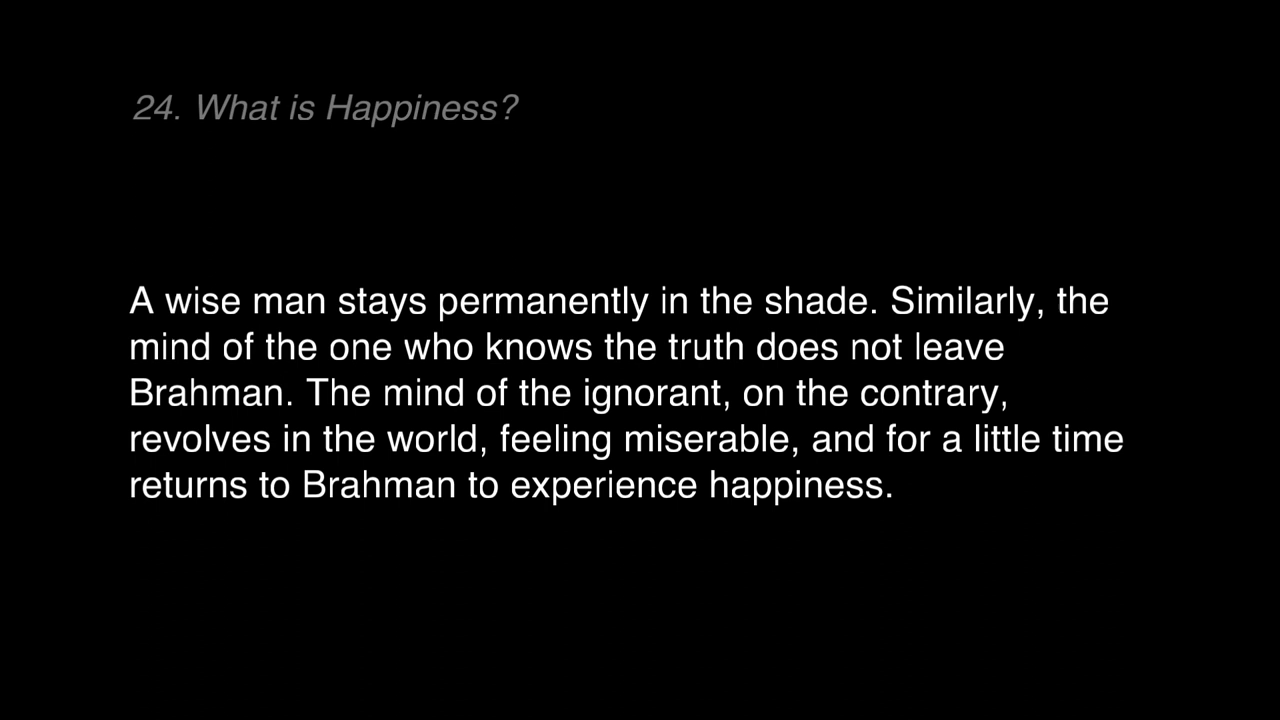 24. What is Happiness?
A wise man stays permanently in the shade. Similarly, the
mind of the one who knows the truth does not leave
Brahman. The mind of the ignorant, on the contrary,
revolves in the world, feeling miserable, and for a little time
returns to Brahman to experience happiness.